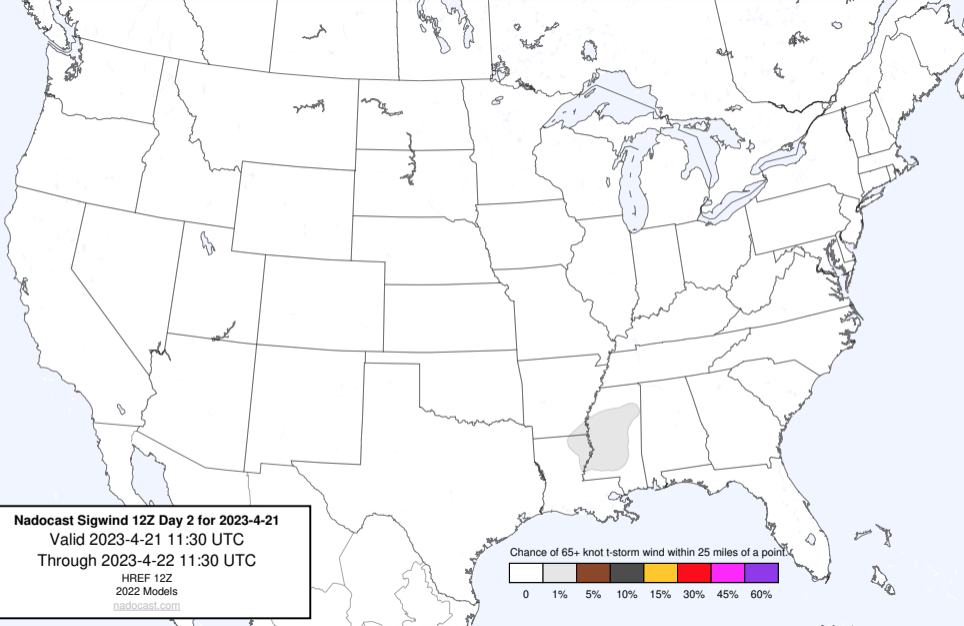 Nadocast Sigwind 12Z Day 2 for 2023-4-21
Valid 2023-4-21 11:30 UTC
Through 2023-4-22 11:30 UTC
HREF 12Z
2022 Models
nadocast.com
Chance of 65+ knot t-storm wind within 25 miles of a point.
0 1% 5% 10% 15% 30% 45% 60%